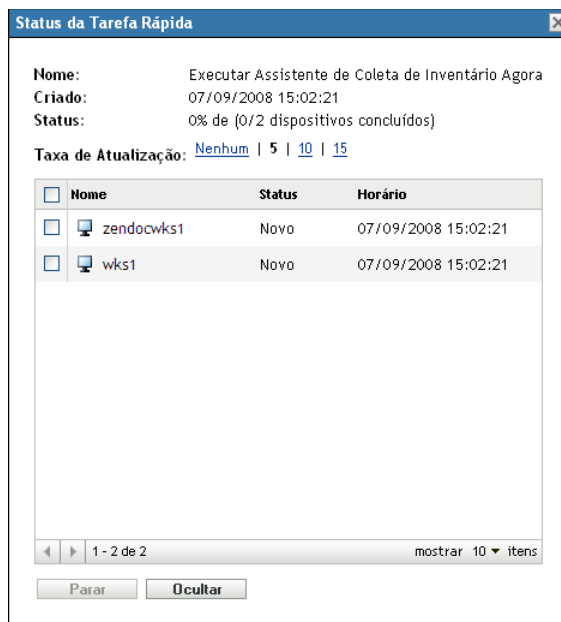 Status da Tarefa Rápida
Nome: Executar Assistente de Coleta de Inventário Agora
Criado: 07/09/2008 15:02:21
Status: 0% de (0/2 dispositivos concluídos)
Taxa de Atualização: Nenhum | 5 | 10 | 15
Nome Status Horário
zendocwks1 Novo 07/09/2008 15:02:21
wks1 Novo 07/09/2008 15:02:21
1 - 2 de 2 mostrar 10 itens
Parar Ocultar